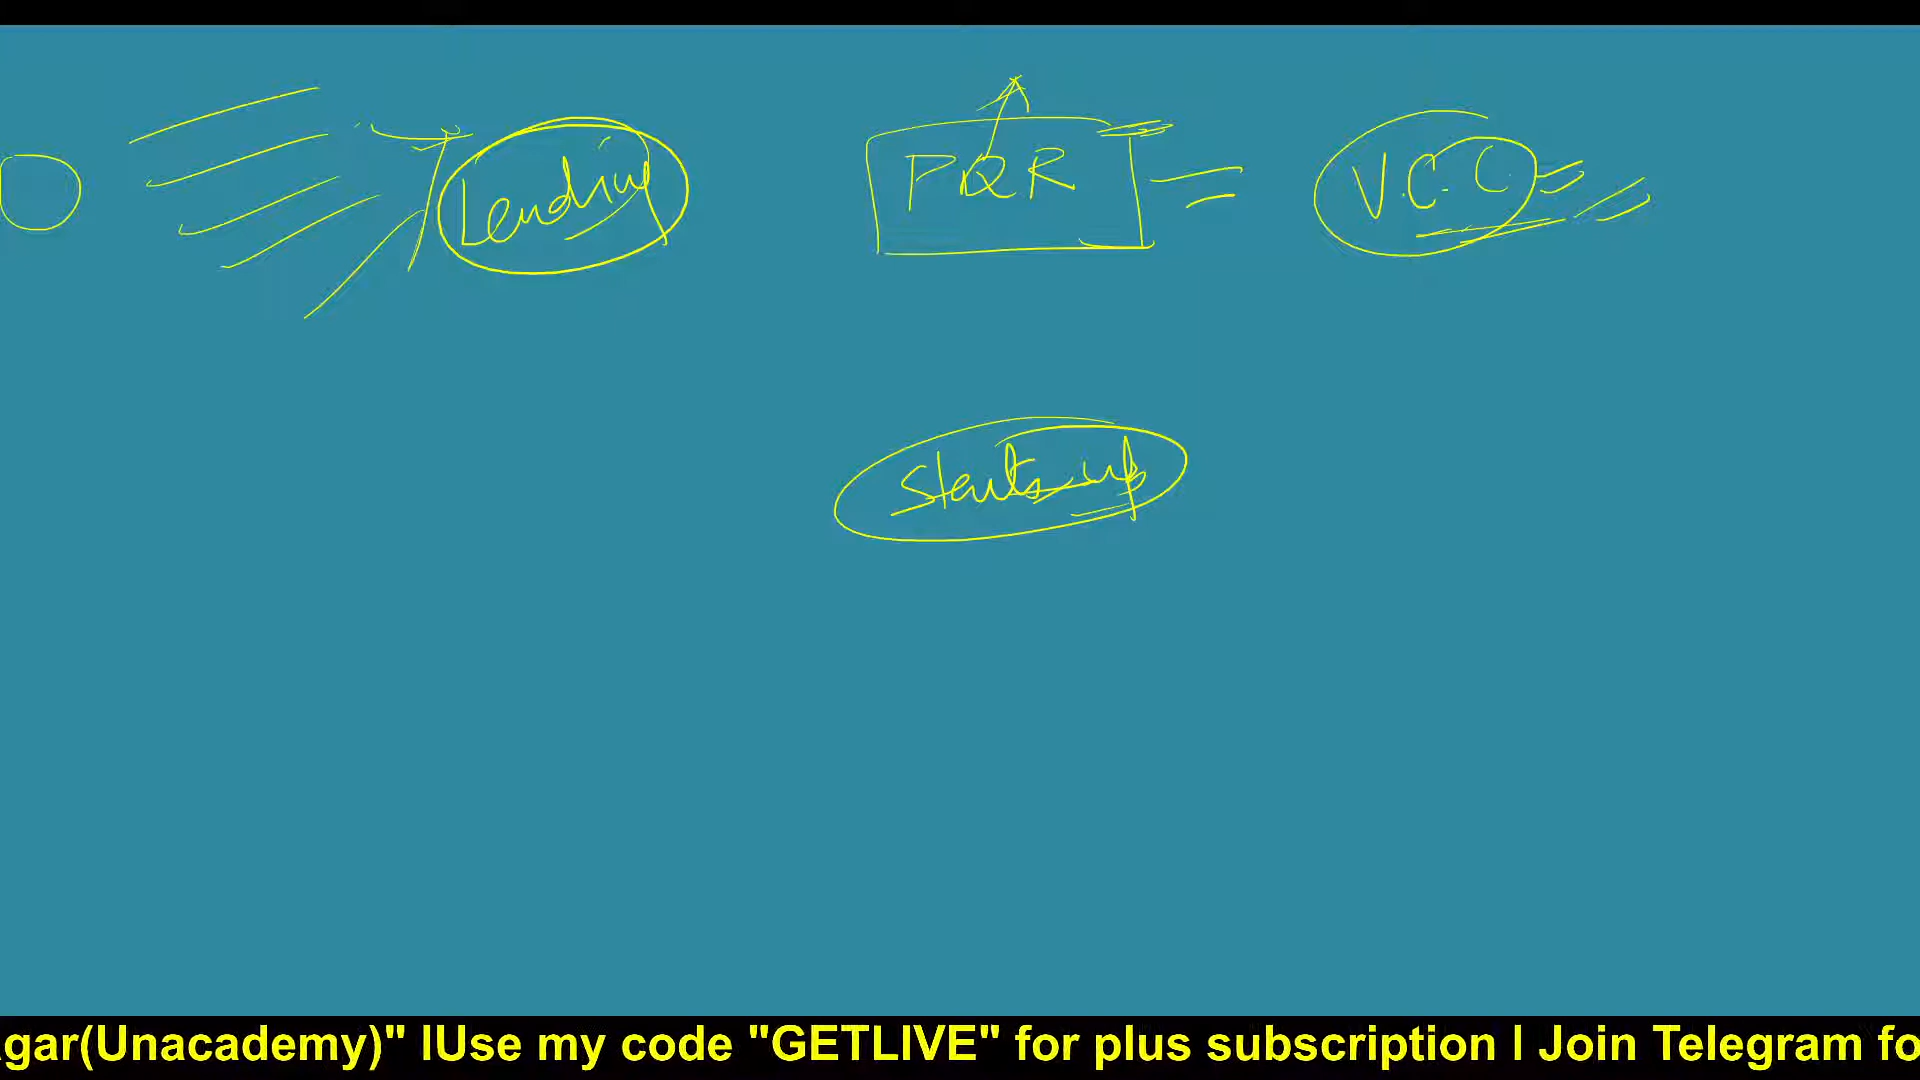 Lending PQR V.C.C
Starts-up
gar(Unacademy)" lUse my code "GETLIVE" for plus subscription l Join Telegram fo